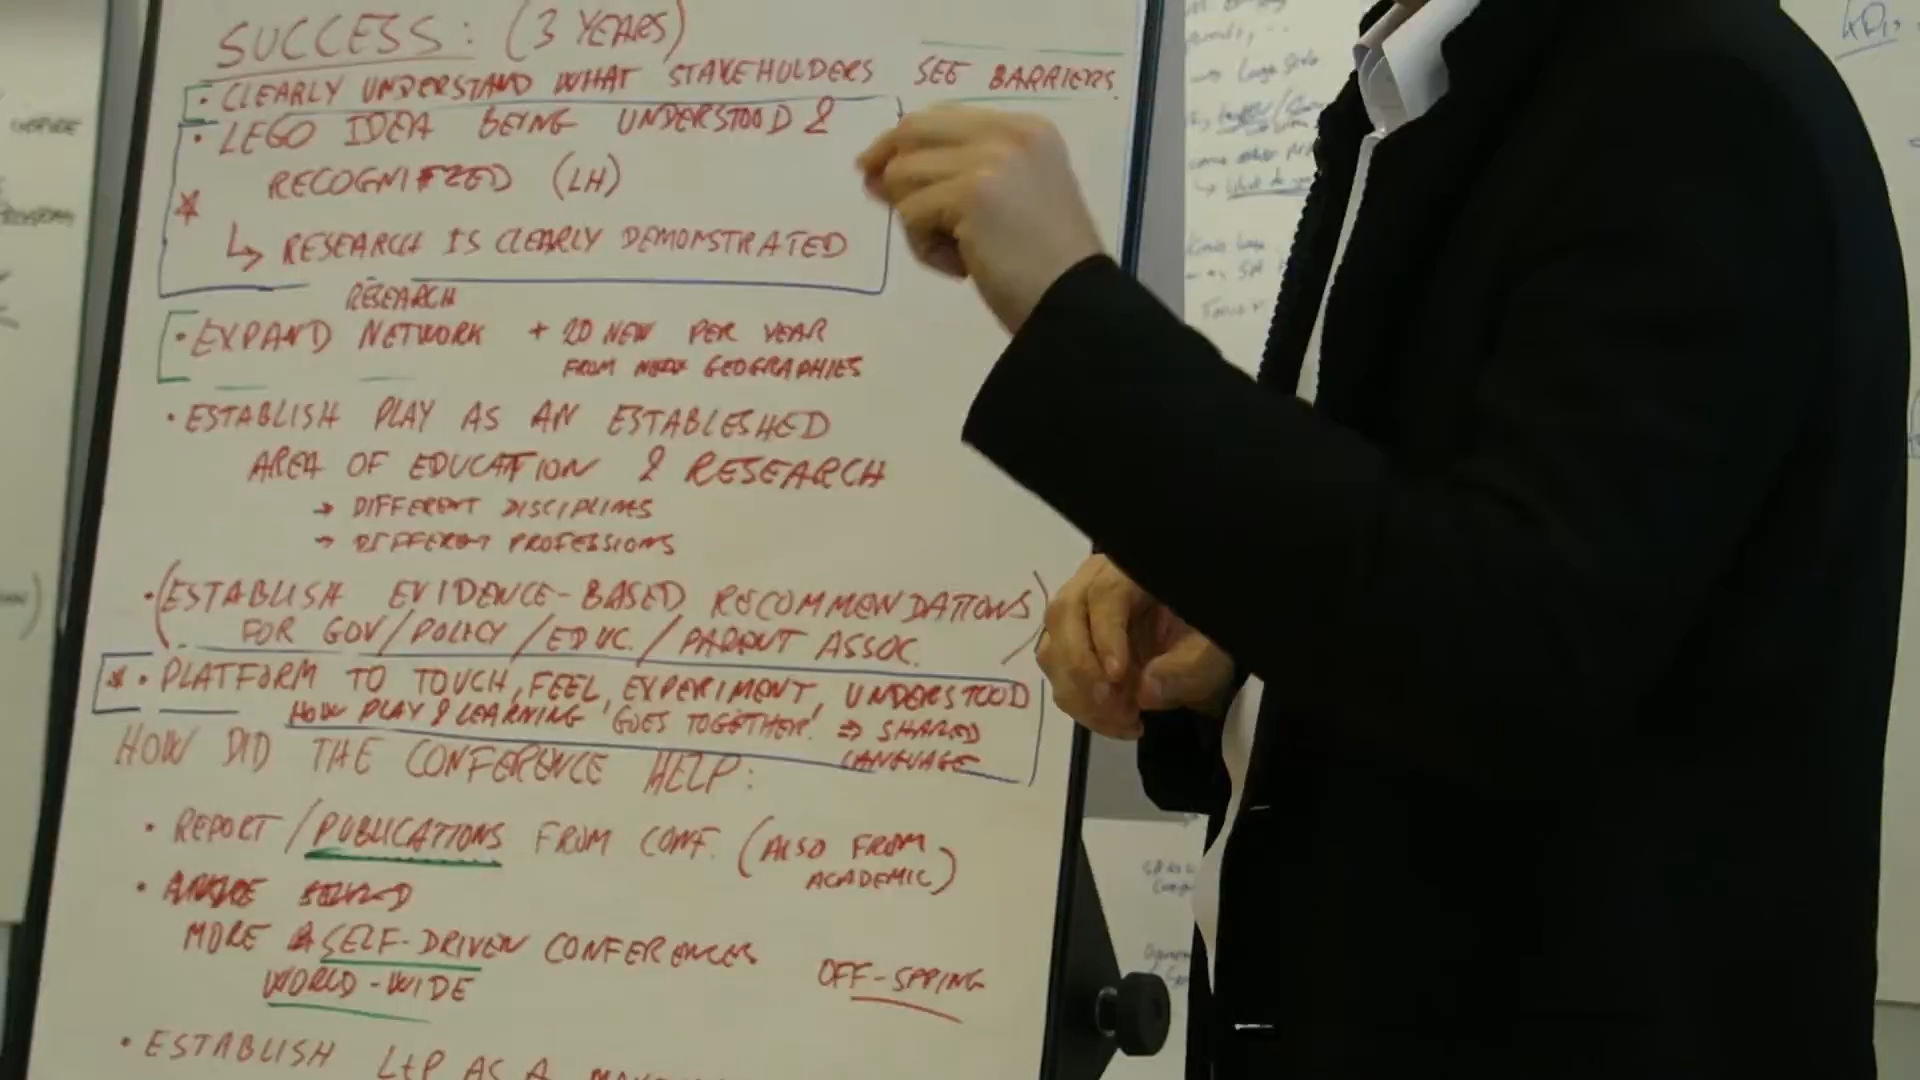 SUCCESS: (3 YEARS)
• CLEARLY UNDERSTAND WHAT STAKEHOLDERS SEE BARRIERS.
• LEGO IDEA BEING UNDERSTOOD &
RECOGNIZED (LH)
↳ RESEARCH IS CLEARLY DEMONSTRATED
RESEARCH
• EXPAND NETWORK + 20 NEW PER YEAR
FROM GEOGRAPHIES
• ESTABLISH PLAY AS AN ESTABLESHED
AREA OF EDUCATION & RESEARCH
→ DIFFERENT DISCIPLINES
→ DIFFERENT PROFESSIONS
• (ESTABLISH EVIDENCE-BASED RECOMMENDATIONS
FOR GOV/POLICY/EDUC./PARENT ASSOC.)
• PLATFORM TO TOUCH, FEEL, EXPERIMENT, UNDERSTOOD
HOW PLAY & LEARNING 'GOES TOGETHER' ⇒ SHARED
LANGUAGE
HOW DID THE CONFERENCE HELP:
• REPORT/PUBLICATIONS FROM CONF. (ALSO FROM
ACADEMIC)
MORE SELF-DRIVEN CONFERENCES
WORLD-WIDE
OFF-SPPING
• ESTABLISH L+P AS A